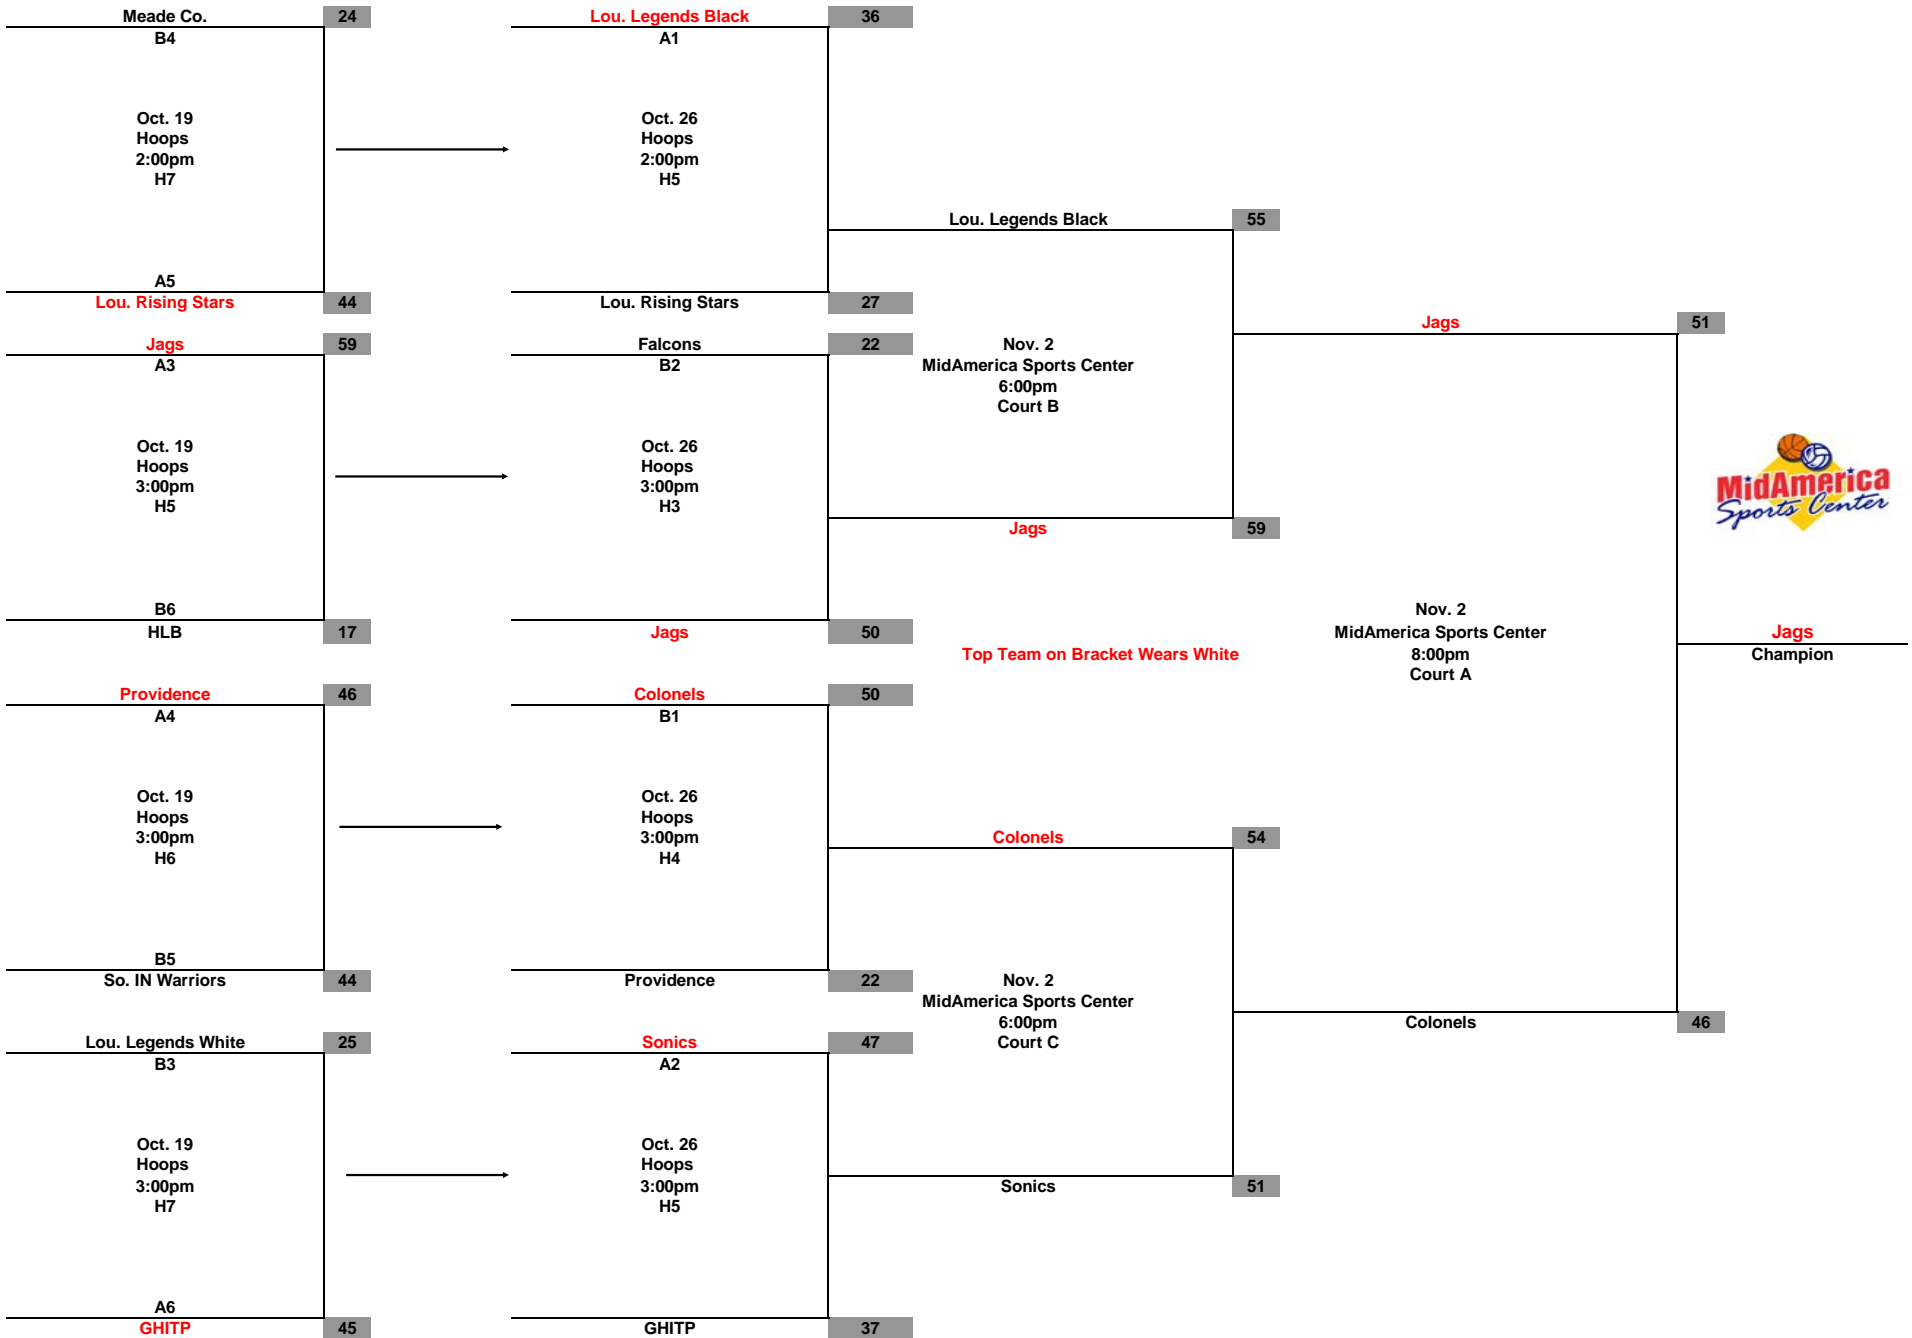 Meade Co. 24
B4
Oct. 19
Hoops
2:00pm
H7
A5
Lou. Rising Stars 44
Jags 59
A3
Oct. 19
Hoops
3:00pm
H5
B6
HLB 17
Providence 46
A4
Oct. 19
Hoops
3:00pm
H6
B5
So. IN Warriors 44
Lou. Legends White 25
B3
Oct. 19
Hoops
3:00pm
H7
A6
GHITP 45
Lou. Legends Black 36
A1
Oct. 26
Hoops
2:00pm
H5
Lou. Rising Stars 27
Falcons 22
B2
Oct. 26
Hoops
3:00pm
H3
Jags 50
Colonels 50
B1
Oct. 26
Hoops
3:00pm
H4
Providence 22
Sonics 47
A2
Oct. 26
Hoops
3:00pm
H5
GHITP 37
Lou. Legends Black 55
Nov. 2
MidAmerica Sports Center
6:00pm
Court B
Jags 59
Top Team on Bracket Wears White
Colonels 54
Nov. 2
MidAmerica Sports Center
6:00pm
Court C
Sonics 51
Jags 51
Nov. 2
MidAmerica Sports Center
8:00pm
Court A
Colonels 46
MidAmerica
Sports Center
Jags
Champion